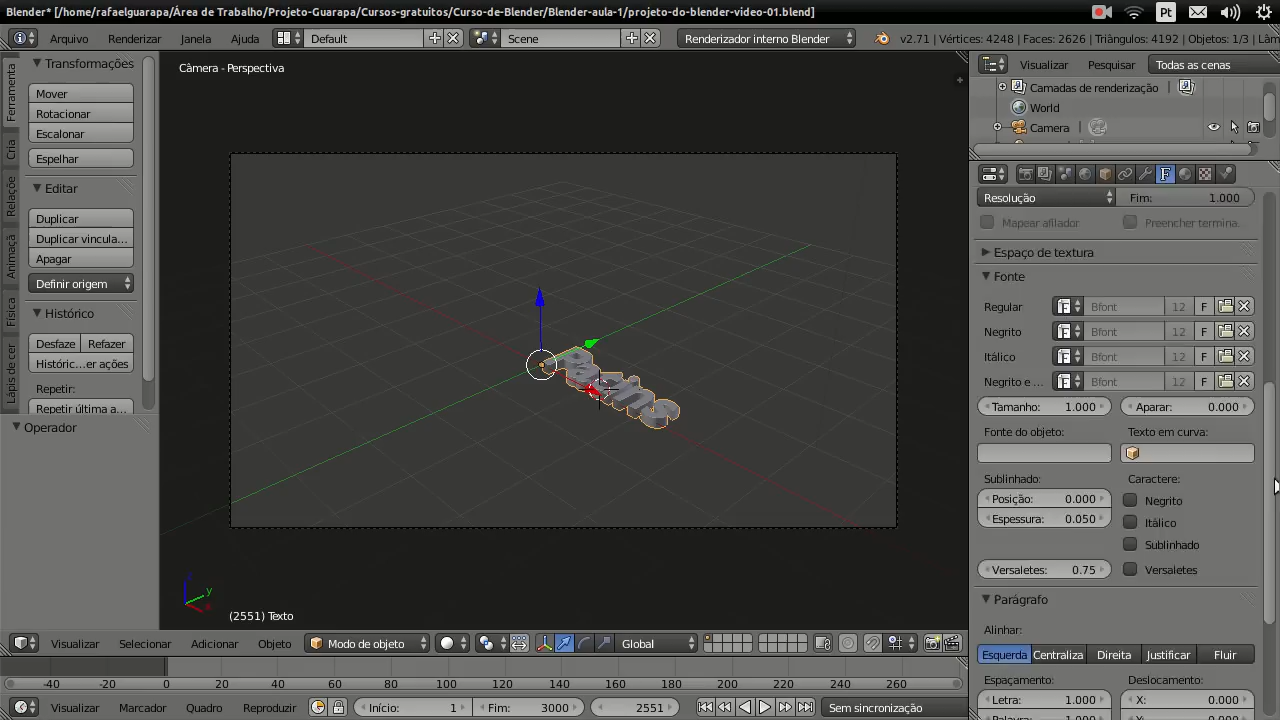 Blender* [/home/rafaelguarapa/Área de Trabalho/Projeto-Guarapa/Cursos-gratuitos/Curso-de-Blender/Blender-aula-1/projeto-do-blender-video-01.blend]
Pt
Arquivo Renderizar Janela Ajuda Default Scene Renderizador interno Blender v2.71 | Vértices: 4248 | Faces: 2626 | Triângulos: 4192 | Objetos: 1/3 | Lâm
Ferramenta
Cria
Relaçõe
Animaçã
Física
Lápis de cer
Transformações
Mover
Rotacionar
Escalonar
Espelhar
Editar
Duplicar
Duplicar vincula...
Apagar
Definir origem
Histórico
Desfaze Refazer
Históric...er ações
Repetir:
Repetir última a...
Operador
Câmera - Perspectiva
(2551) Texto
y
Visualizar Selecionar Adicionar Objeto Modo de objeto Global
-40 -20 0 20 40 60 80 100 120 140 160 180 200 220 240 260
Visualizar Marcador Quadro Reproduzir Início: 1 Fim: 3000 2551 Sem sincronização
Visualizar Pesquisar Todas as cenas
Camadas de renderização
World
Camera
F
Resolução Fim: 1.000
Mapear afilador Preencher termina.
Espaço de textura
Fonte
Regular F Bfont 12 F
Negrito F Bfont 12 F
Itálico F Bfont 12 F
Negrito e ... F Bfont 12 F
Tamanho: 1.000 Aparar: 0.000
Fonte do objeto: Texto em curva:
Sublinhado: Caractere:
Posição: 0.000 Negrito
Espessura: 0.050 Itálico
Sublinhado
Versaletes: 0.75 Versaletes
Parágrafo
Alinhar:
Esquerda Centraliza Direita Justificar Fluir
Espaçamento: Deslocamento:
Letra: 1.000 X: 0.000